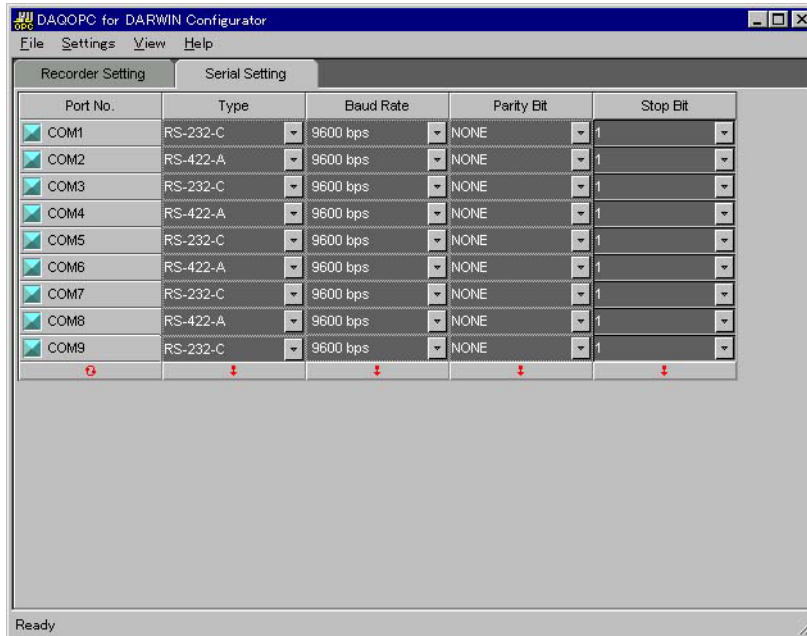 DAQOPC for DARWIN Configurator
File Settings View Help
Recorder Setting Serial Setting
Port No. Type Baud Rate Parity Bit Stop Bit
COM1 RS-232-C 9600 bps NONE 1
COM2 RS-422-A 9600 bps NONE 1
COM3 RS-232-C 9600 bps NONE 1
COM4 RS-422-A 9600 bps NONE 1
COM5 RS-232-C 9600 bps NONE 1
COM6 RS-422-A 9600 bps NONE 1
COM7 RS-232-C 9600 bps NONE 1
COM8 RS-422-A 9600 bps NONE 1
COM9 RS-232-C 9600 bps NONE 1
Ready